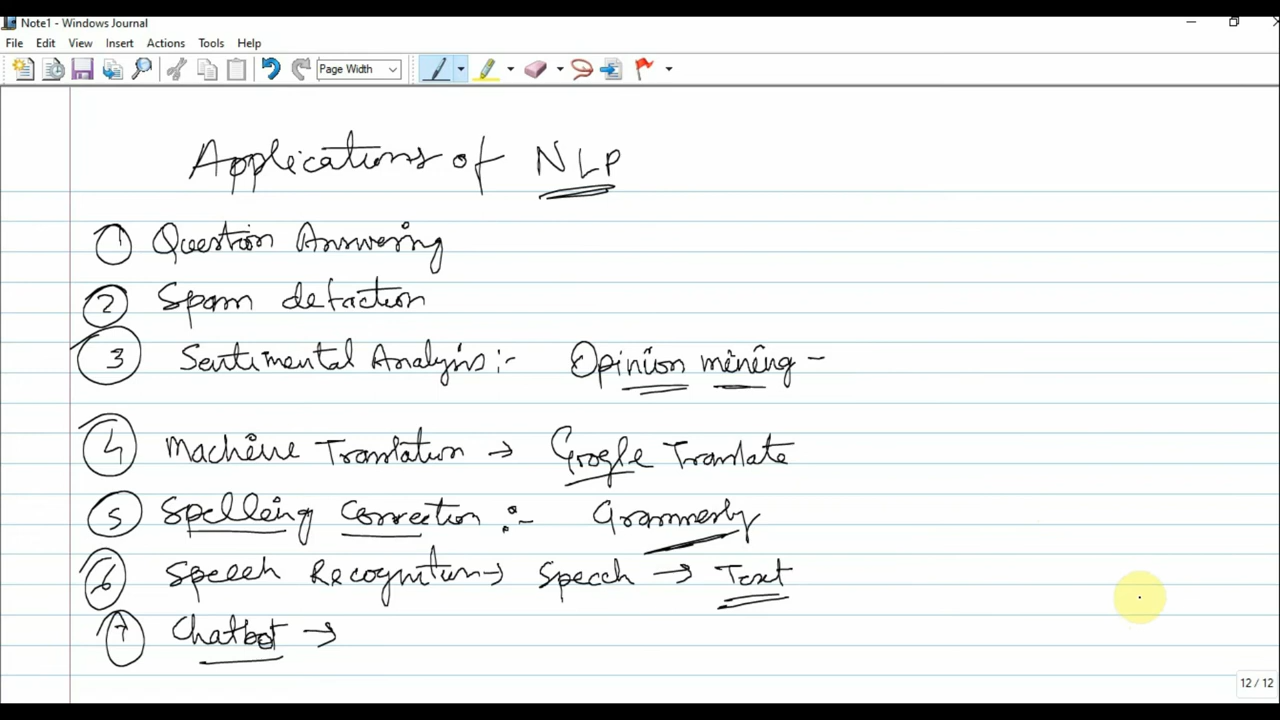 Note1 - Windows Journal
File Edit View Insert Actions Tools Help
Page Width
Applications of NLP
1 Question Answering
2 Spam detection
3 Sentimental Analysis :- Opinion mining -
4 Machine Translation → Google Translate
5 Spelleing Correction :- Grammerly
6 Speech Recognition → Speech → Text
7 Chatbot →
12 / 12